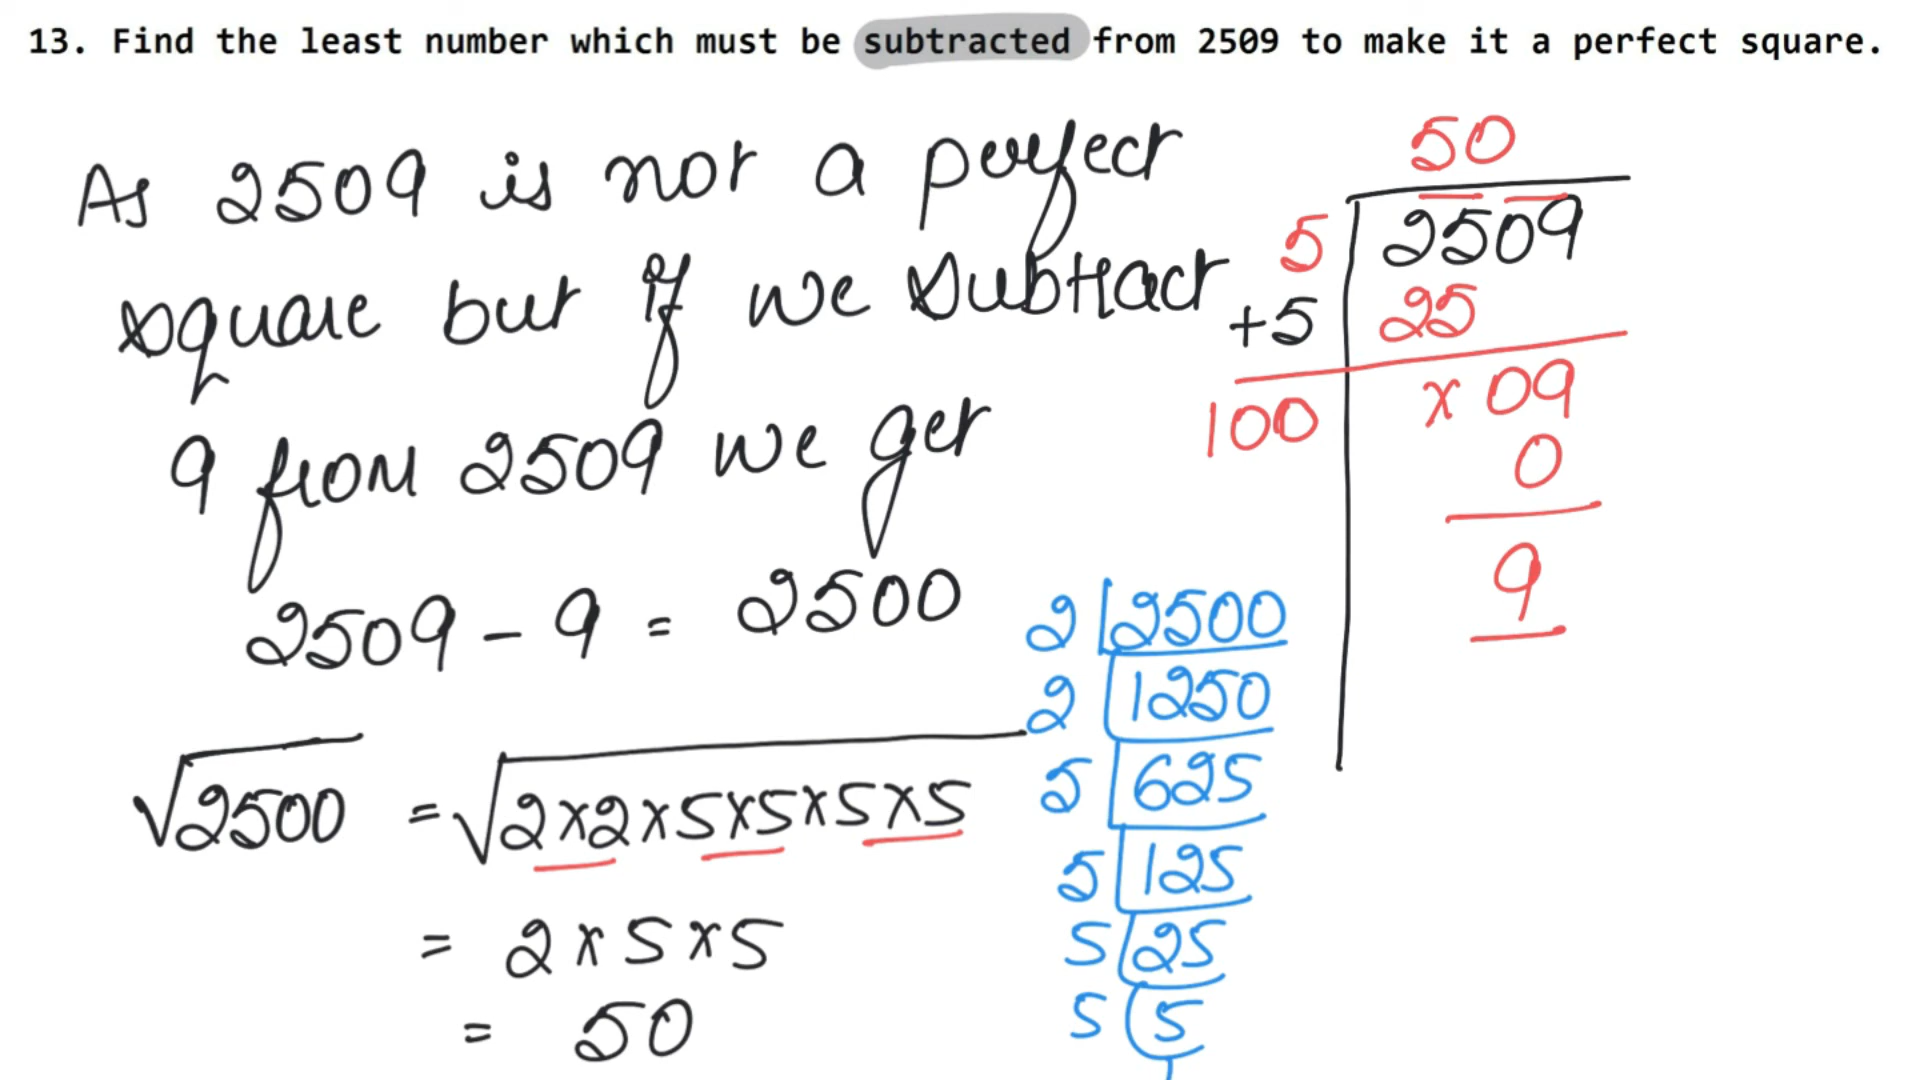 13. Find the least number which must be subtracted from 2509 to make it a perfect square.
As 2509 is not a perfect
square but if we subtract
9 from 2509 we get
2509 - 9 = 2500
√2500 = √2×2×5×5×5×5
= 2×5×5
= 50
50
5 2509
+5 25
100 × 09
0
9
2 2500
2 1250
5 625
5 125
5 25
5 5
1